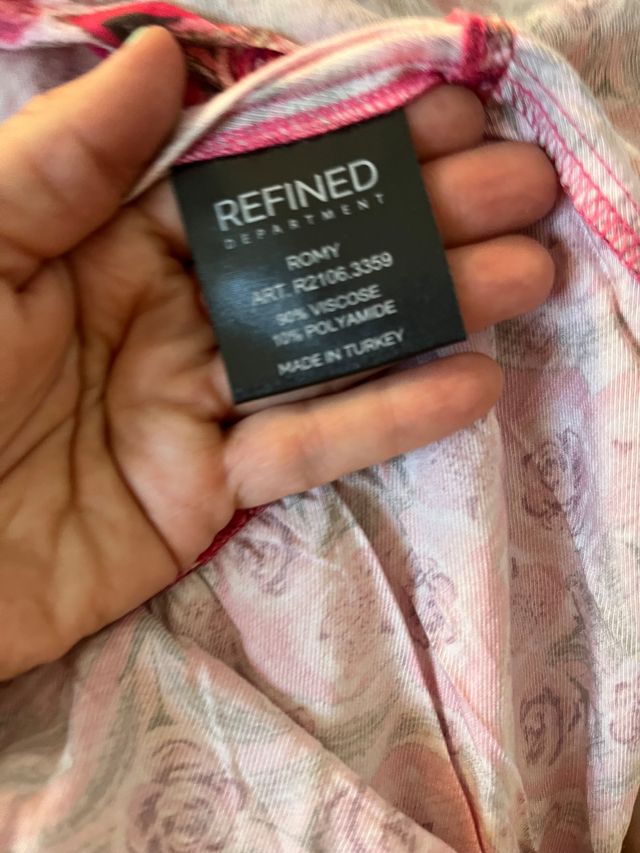 REFINED
DEPARTMENT
ROMY
ART. R2106.3359
90% VISCOSE
10% POLYAMIDE
MADE IN TURKEY